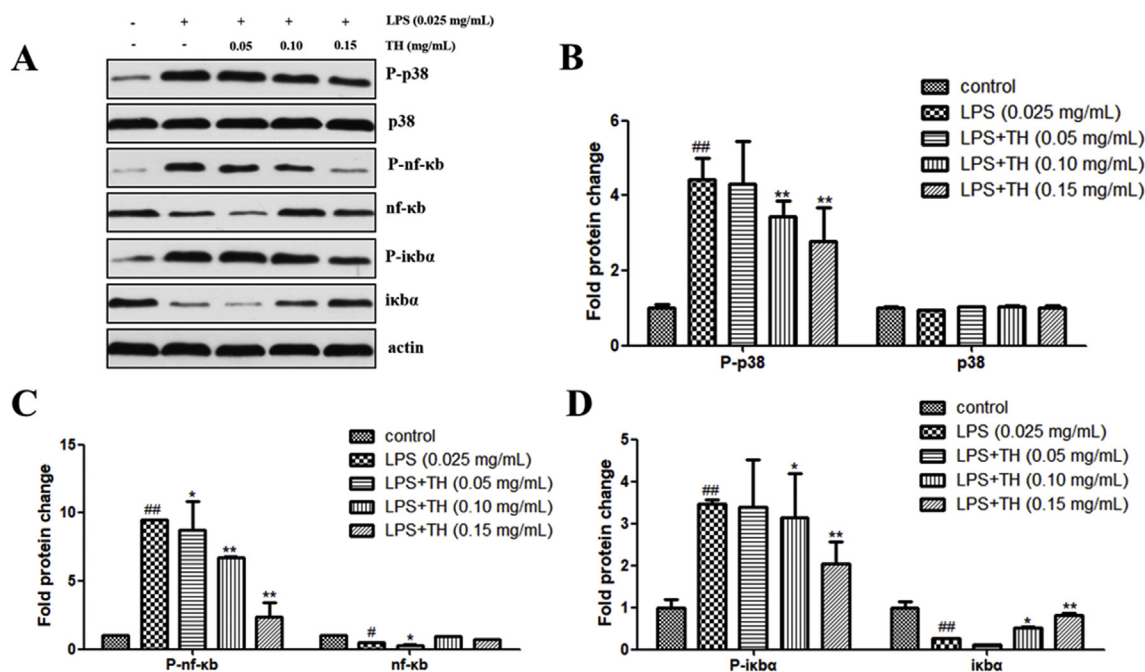 A
- + + + + LPS (0.025 mg/mL)
- - 0.05 0.10 0.15 TH (mg/mL)
P-p38
p38
P-nf-κb
nf-κb
P-iκbα
iκbα
actin
B
control
LPS (0.025 mg/mL)
LPS+TH (0.05 mg/mL)
LPS+TH (0.10 mg/mL)
LPS+TH (0.15 mg/mL)
Fold protein change
6
4
2
0
##
**
**
P-p38
p38
C
control
LPS (0.025 mg/mL)
LPS+TH (0.05 mg/mL)
LPS+TH (0.10 mg/mL)
LPS+TH (0.15 mg/mL)
Fold protein change
15
10
5
0
##
*
**
**
#
*
P-nf-κb
nf-κb
D
control
LPS (0.025 mg/mL)
LPS+TH (0.05 mg/mL)
LPS+TH (0.10 mg/mL)
LPS+TH (0.15 mg/mL)
Fold protein change
5
4
3
2
1
0
##
*
**
##
*
**
P-iκbα
iκbα